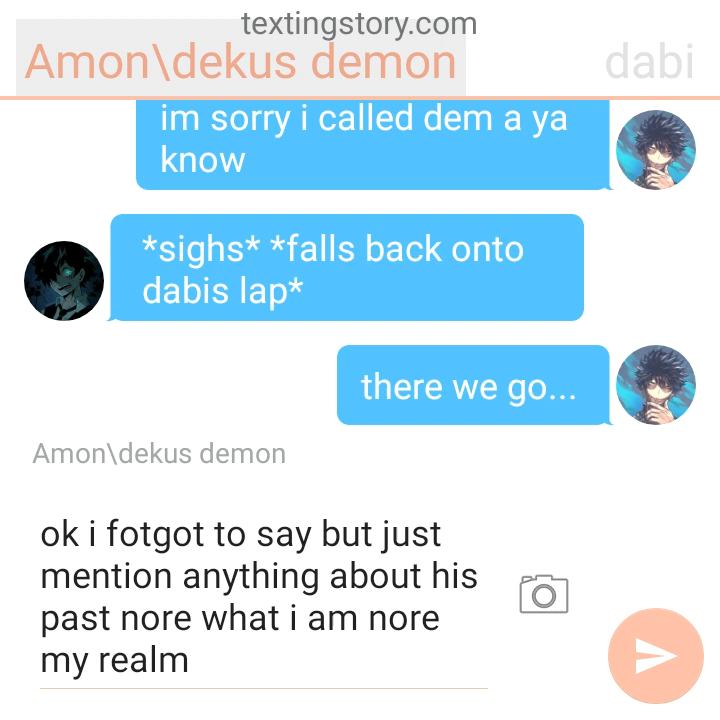 textingstory.com
Amon\dekus demon
dabi
im sorry i called dem a ya
know
*sighs* *falls back onto
dabis lap*
there we go...
Amon\dekus demon
ok i fotgot to say but just
mention anything about his
past nore what i am nore
my realm